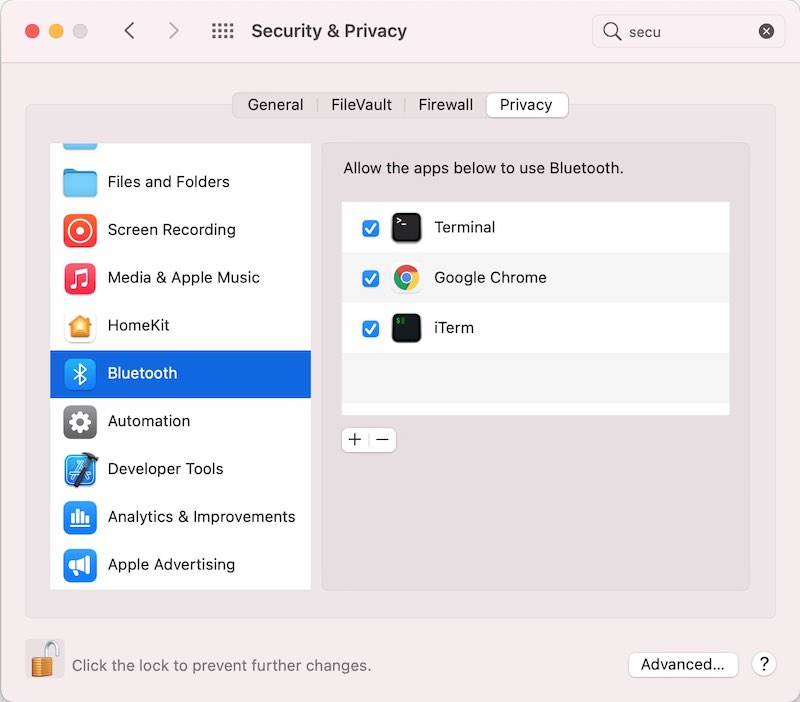 Security & Privacy
secu
General
FileVault
Firewall
Privacy
Files and Folders
Screen Recording
Media & Apple Music
HomeKit
Bluetooth
Automation
Developer Tools
Analytics & Improvements
Apple Advertising
Allow the apps below to use Bluetooth.
Terminal
Google Chrome
iTerm
+ −
Click the lock to prevent further changes.
Advanced...
?